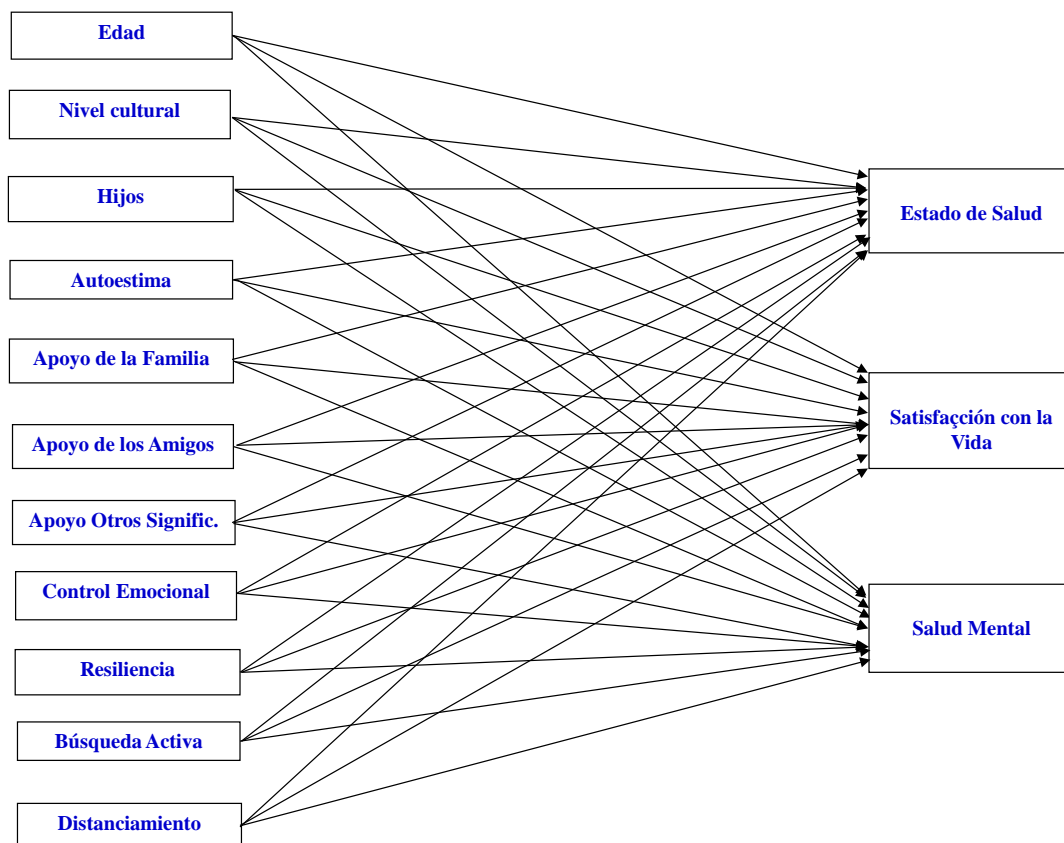 Edad
Nivel cultural
Hijos
Autoestima
Apoyo de la Familia
Apoyo de los Amigos
Apoyo Otros Signific.
Control Emocional
Resiliencia
Búsqueda Activa
Distanciamiento
Estado de Salud
Satisfaçción con la
Vida
Salud Mental